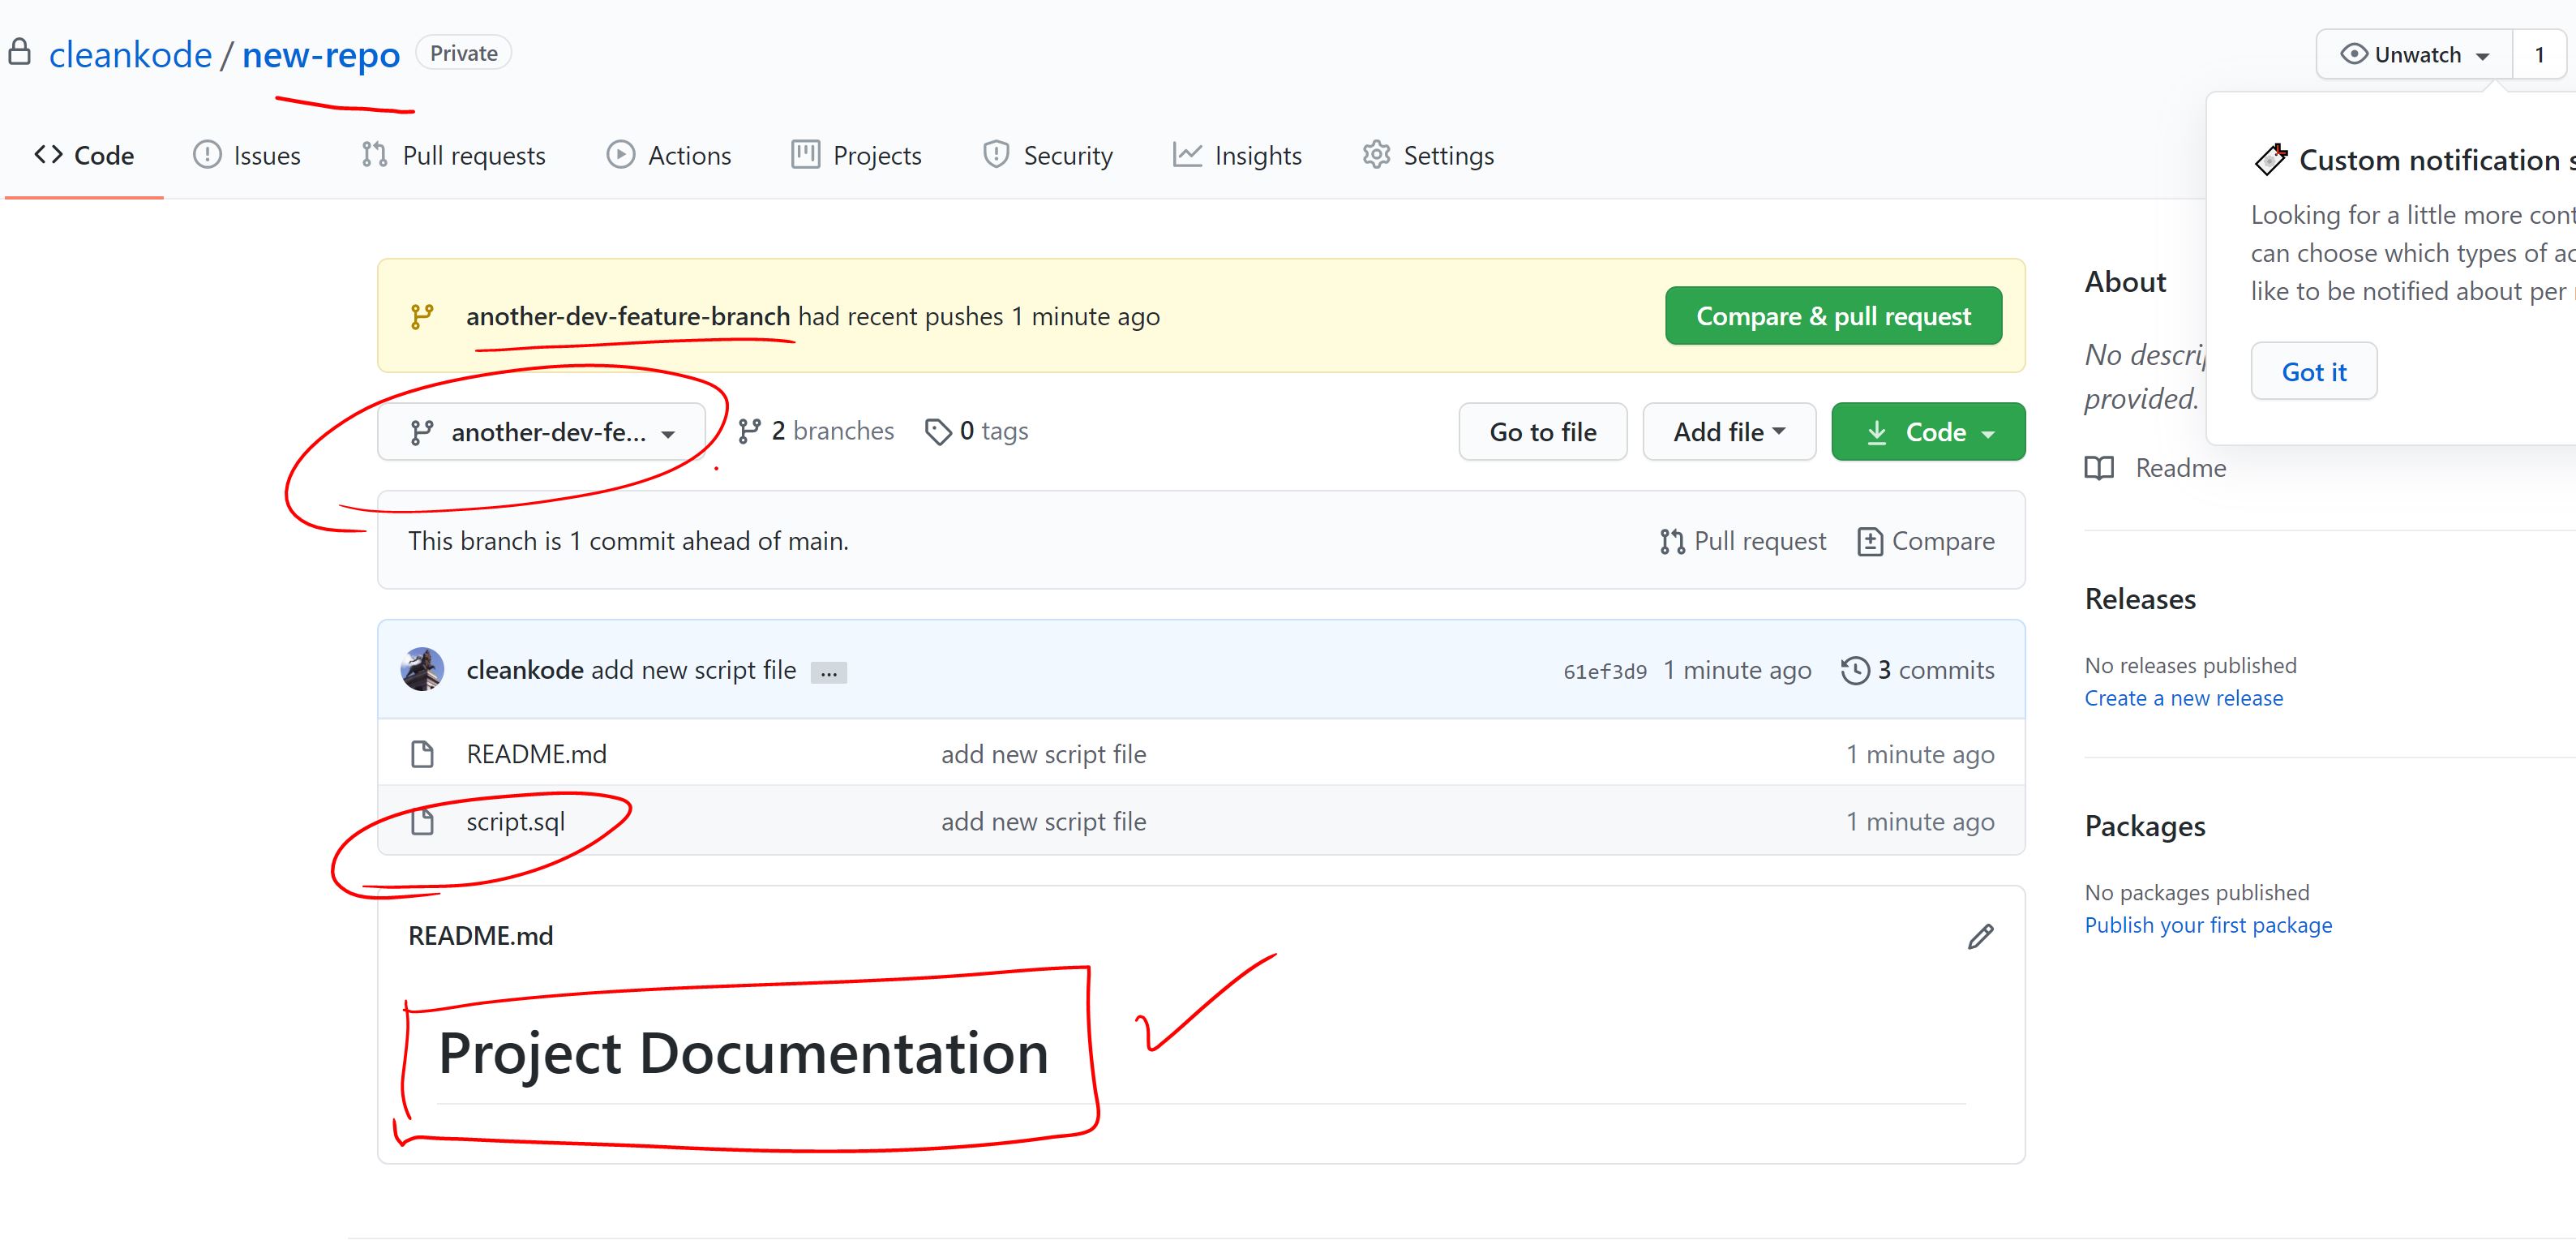 cleankode / new-repo Private
Unwatch 1
Code Issues Pull requests Actions Projects Security Insights Settings
Custom notification s
Looking for a little more cont
can choose which types of ac
like to be notified about per
Got it
another-dev-feature-branch had recent pushes 1 minute ago
Compare & pull request
another-dev-fe... 2 branches 0 tags
Go to file Add file Code
This branch is 1 commit ahead of main.
Pull request Compare
cleankode add new script file ... 61ef3d9 1 minute ago 3 commits
README.md add new script file 1 minute ago
script.sql add new script file 1 minute ago
README.md
Project Documentation
About
No descrip
provided.
Readme
Releases
No releases published
Create a new release
Packages
No packages published
Publish your first package